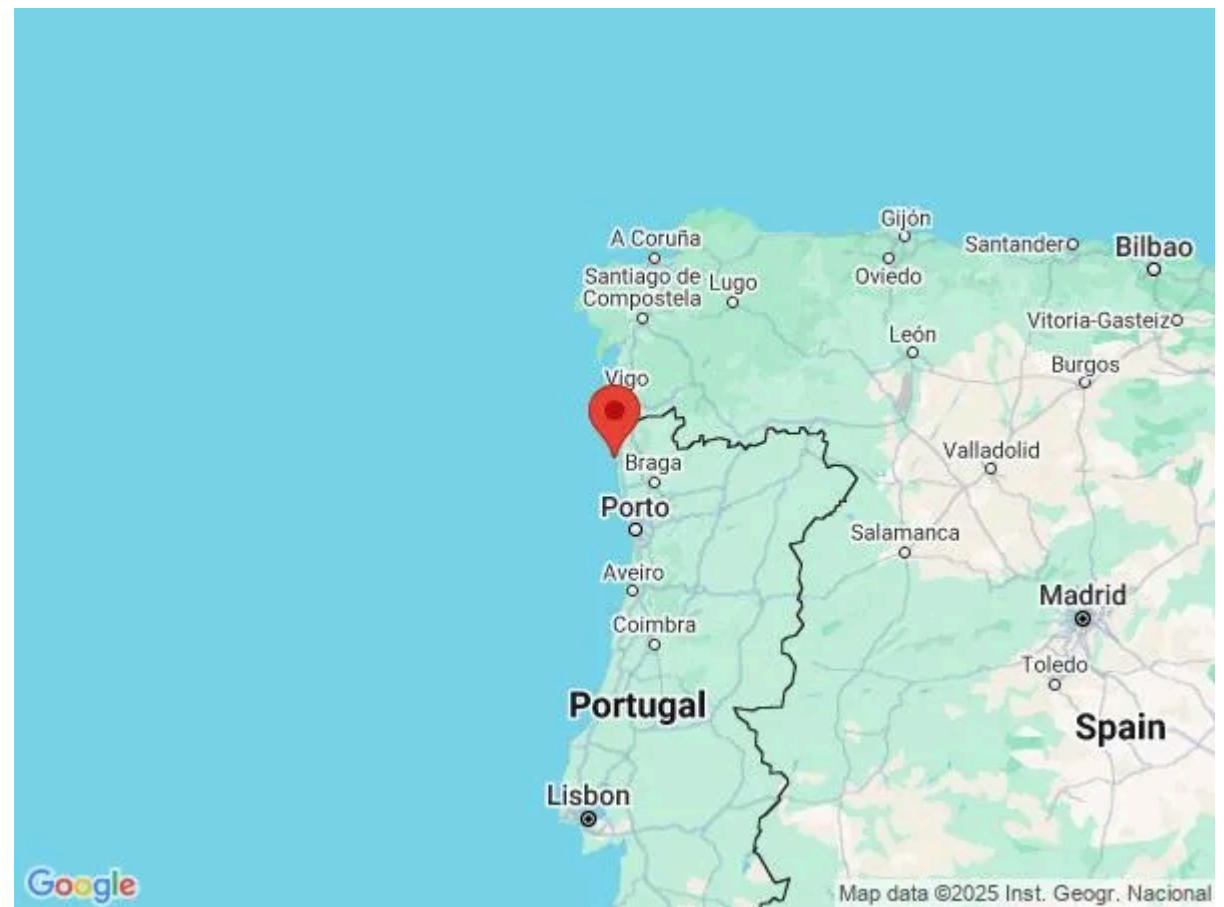 Gijón
A Coruña
Santander
Bilbao
Santiago de
Compostela
Lugo
Oviedo
Vitoria-Gasteiz
León
Burgos
Vigo
Valladolid
Braga
Porto
Salamanca
Aveiro
Madrid
Coimbra
Toledo
Portugal
Spain
Lisbon
Google
Map data ©2025 Inst. Geogr. Nacional